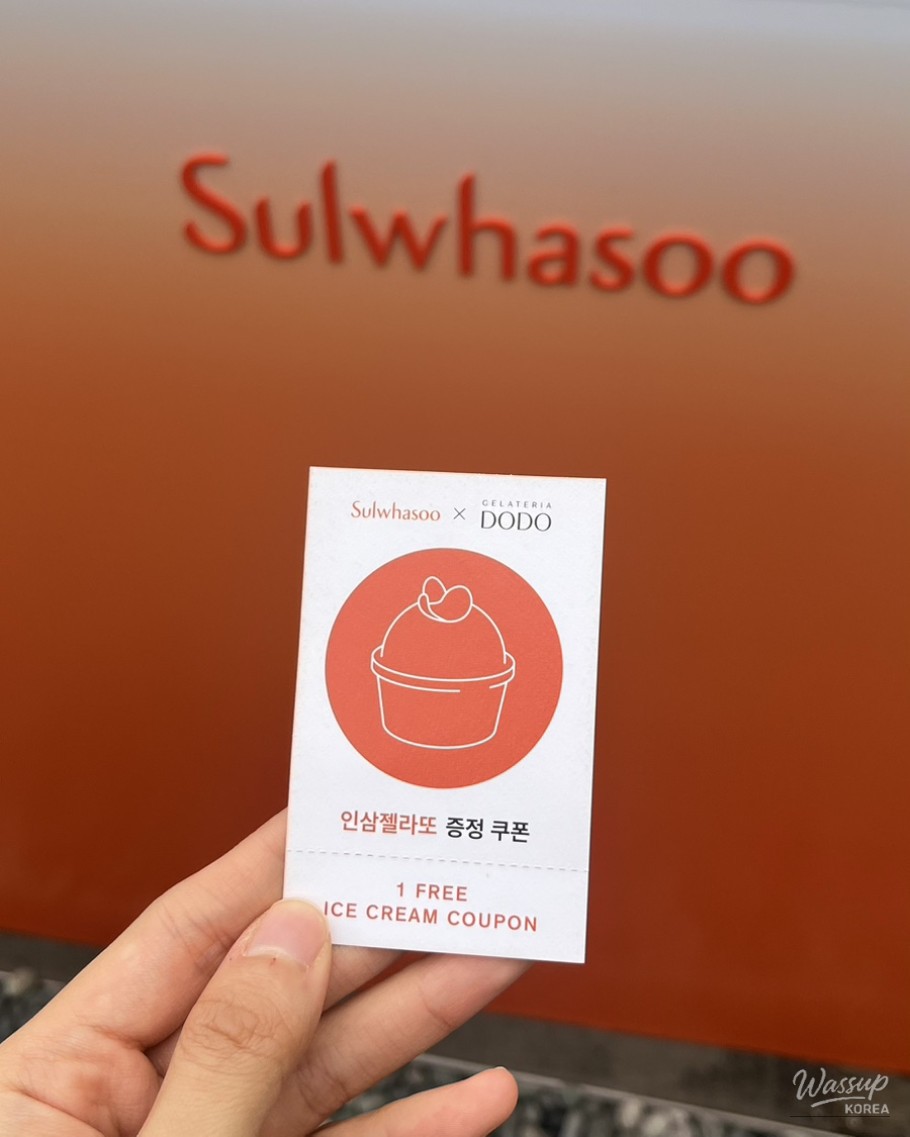 Sulwhasoo
Sulwhasoo × GELATERIA DODO
인삼젤라또 증정 쿠폰
1 FREE
ICE CREAM COUPON
Wassup
KOREA